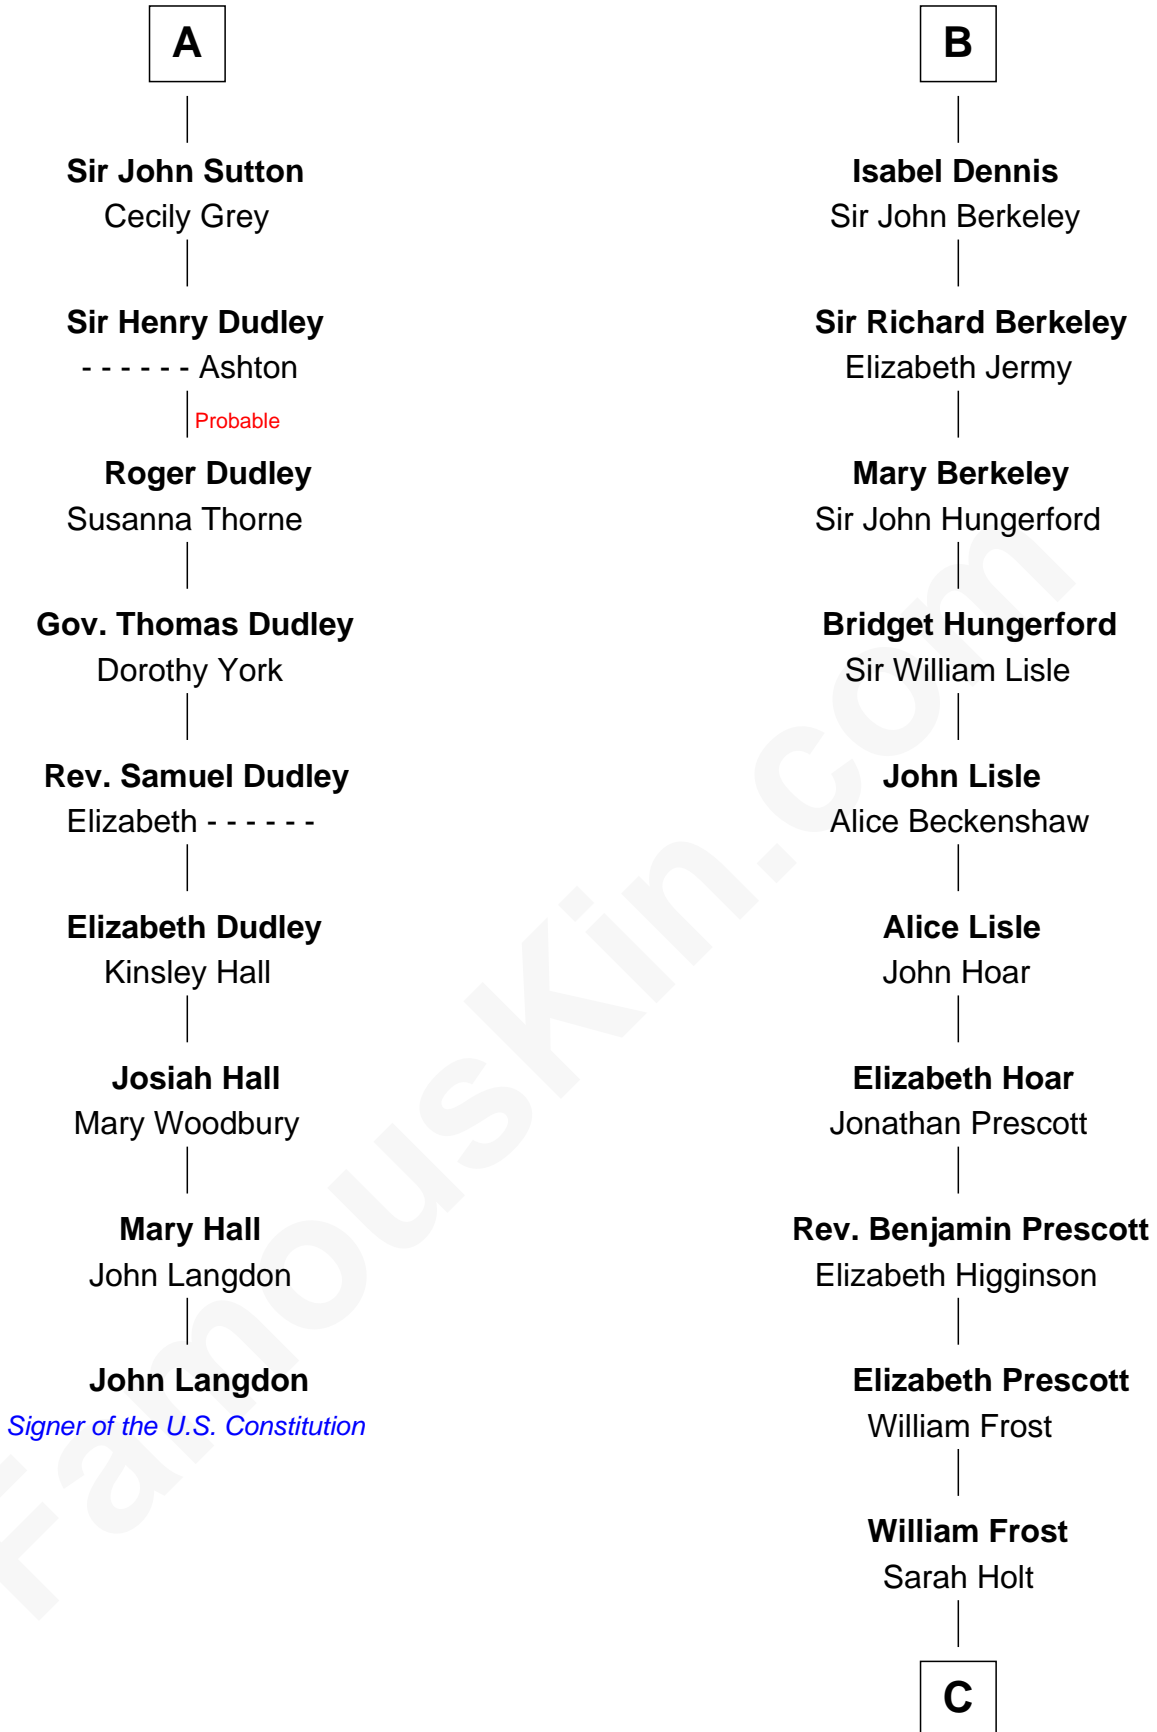 A
Sir John Sutton
Cecily Grey
Sir Henry Dudley
- - - - - - Ashton
Probable
Roger Dudley
Susanna Thorne
Gov. Thomas Dudley
Dorothy York
Rev. Samuel Dudley
Elizabeth - - - - - -
Elizabeth Dudley
Kinsley Hall
Josiah Hall
Mary Woodbury
Mary Hall
John Langdon
John Langdon
Signer of the U.S. Constitution
B
Isabel Dennis
Sir John Berkeley
Sir Richard Berkeley
Elizabeth Jermy
Mary Berkeley
Sir John Hungerford
Bridget Hungerford
Sir William Lisle
John Lisle
Alice Beckenshaw
Alice Lisle
John Hoar
Elizabeth Hoar
Jonathan Prescott
Rev. Benjamin Prescott
Elizabeth Higginson
Elizabeth Prescott
William Frost
William Frost
Sarah Holt
C
FamousKin.com